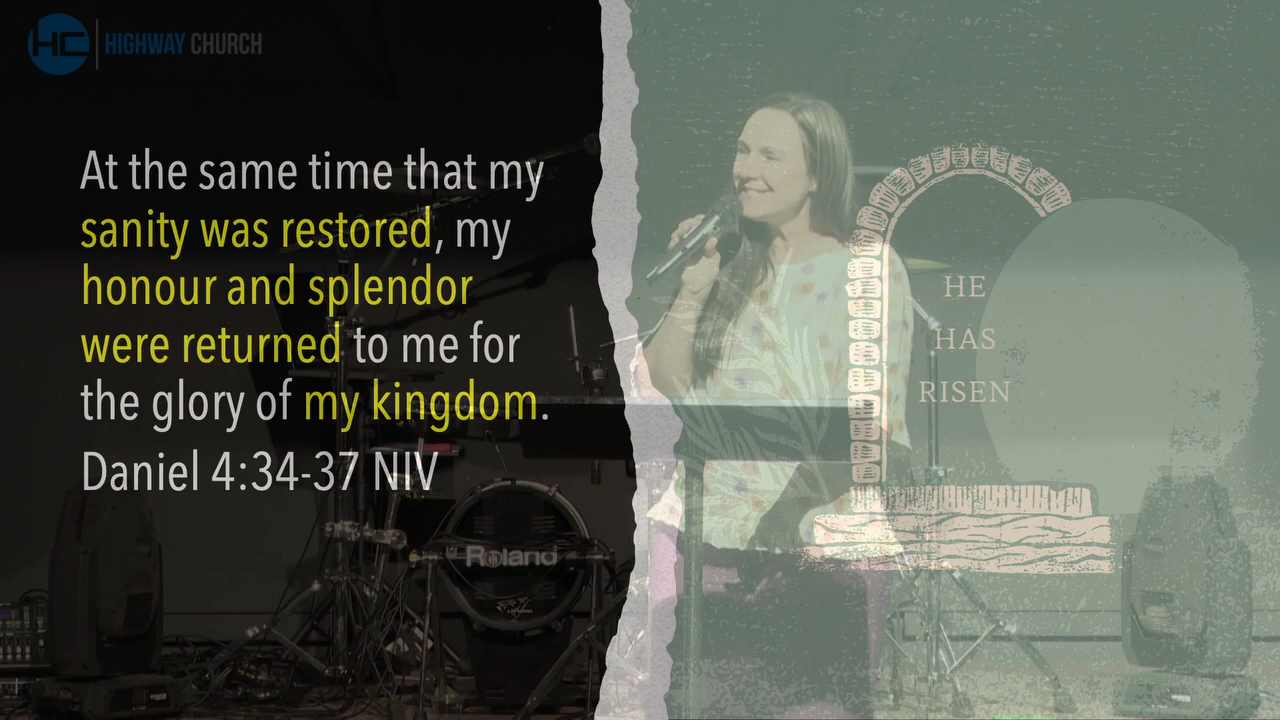 HC HIGHWAY CHURCH
At the same time that my
sanity was restored, my
honour and splendor
were returned to me for
the glory of my kingdom.
Daniel 4:34-37 NIV
HE
HAS
RISEN
Roland